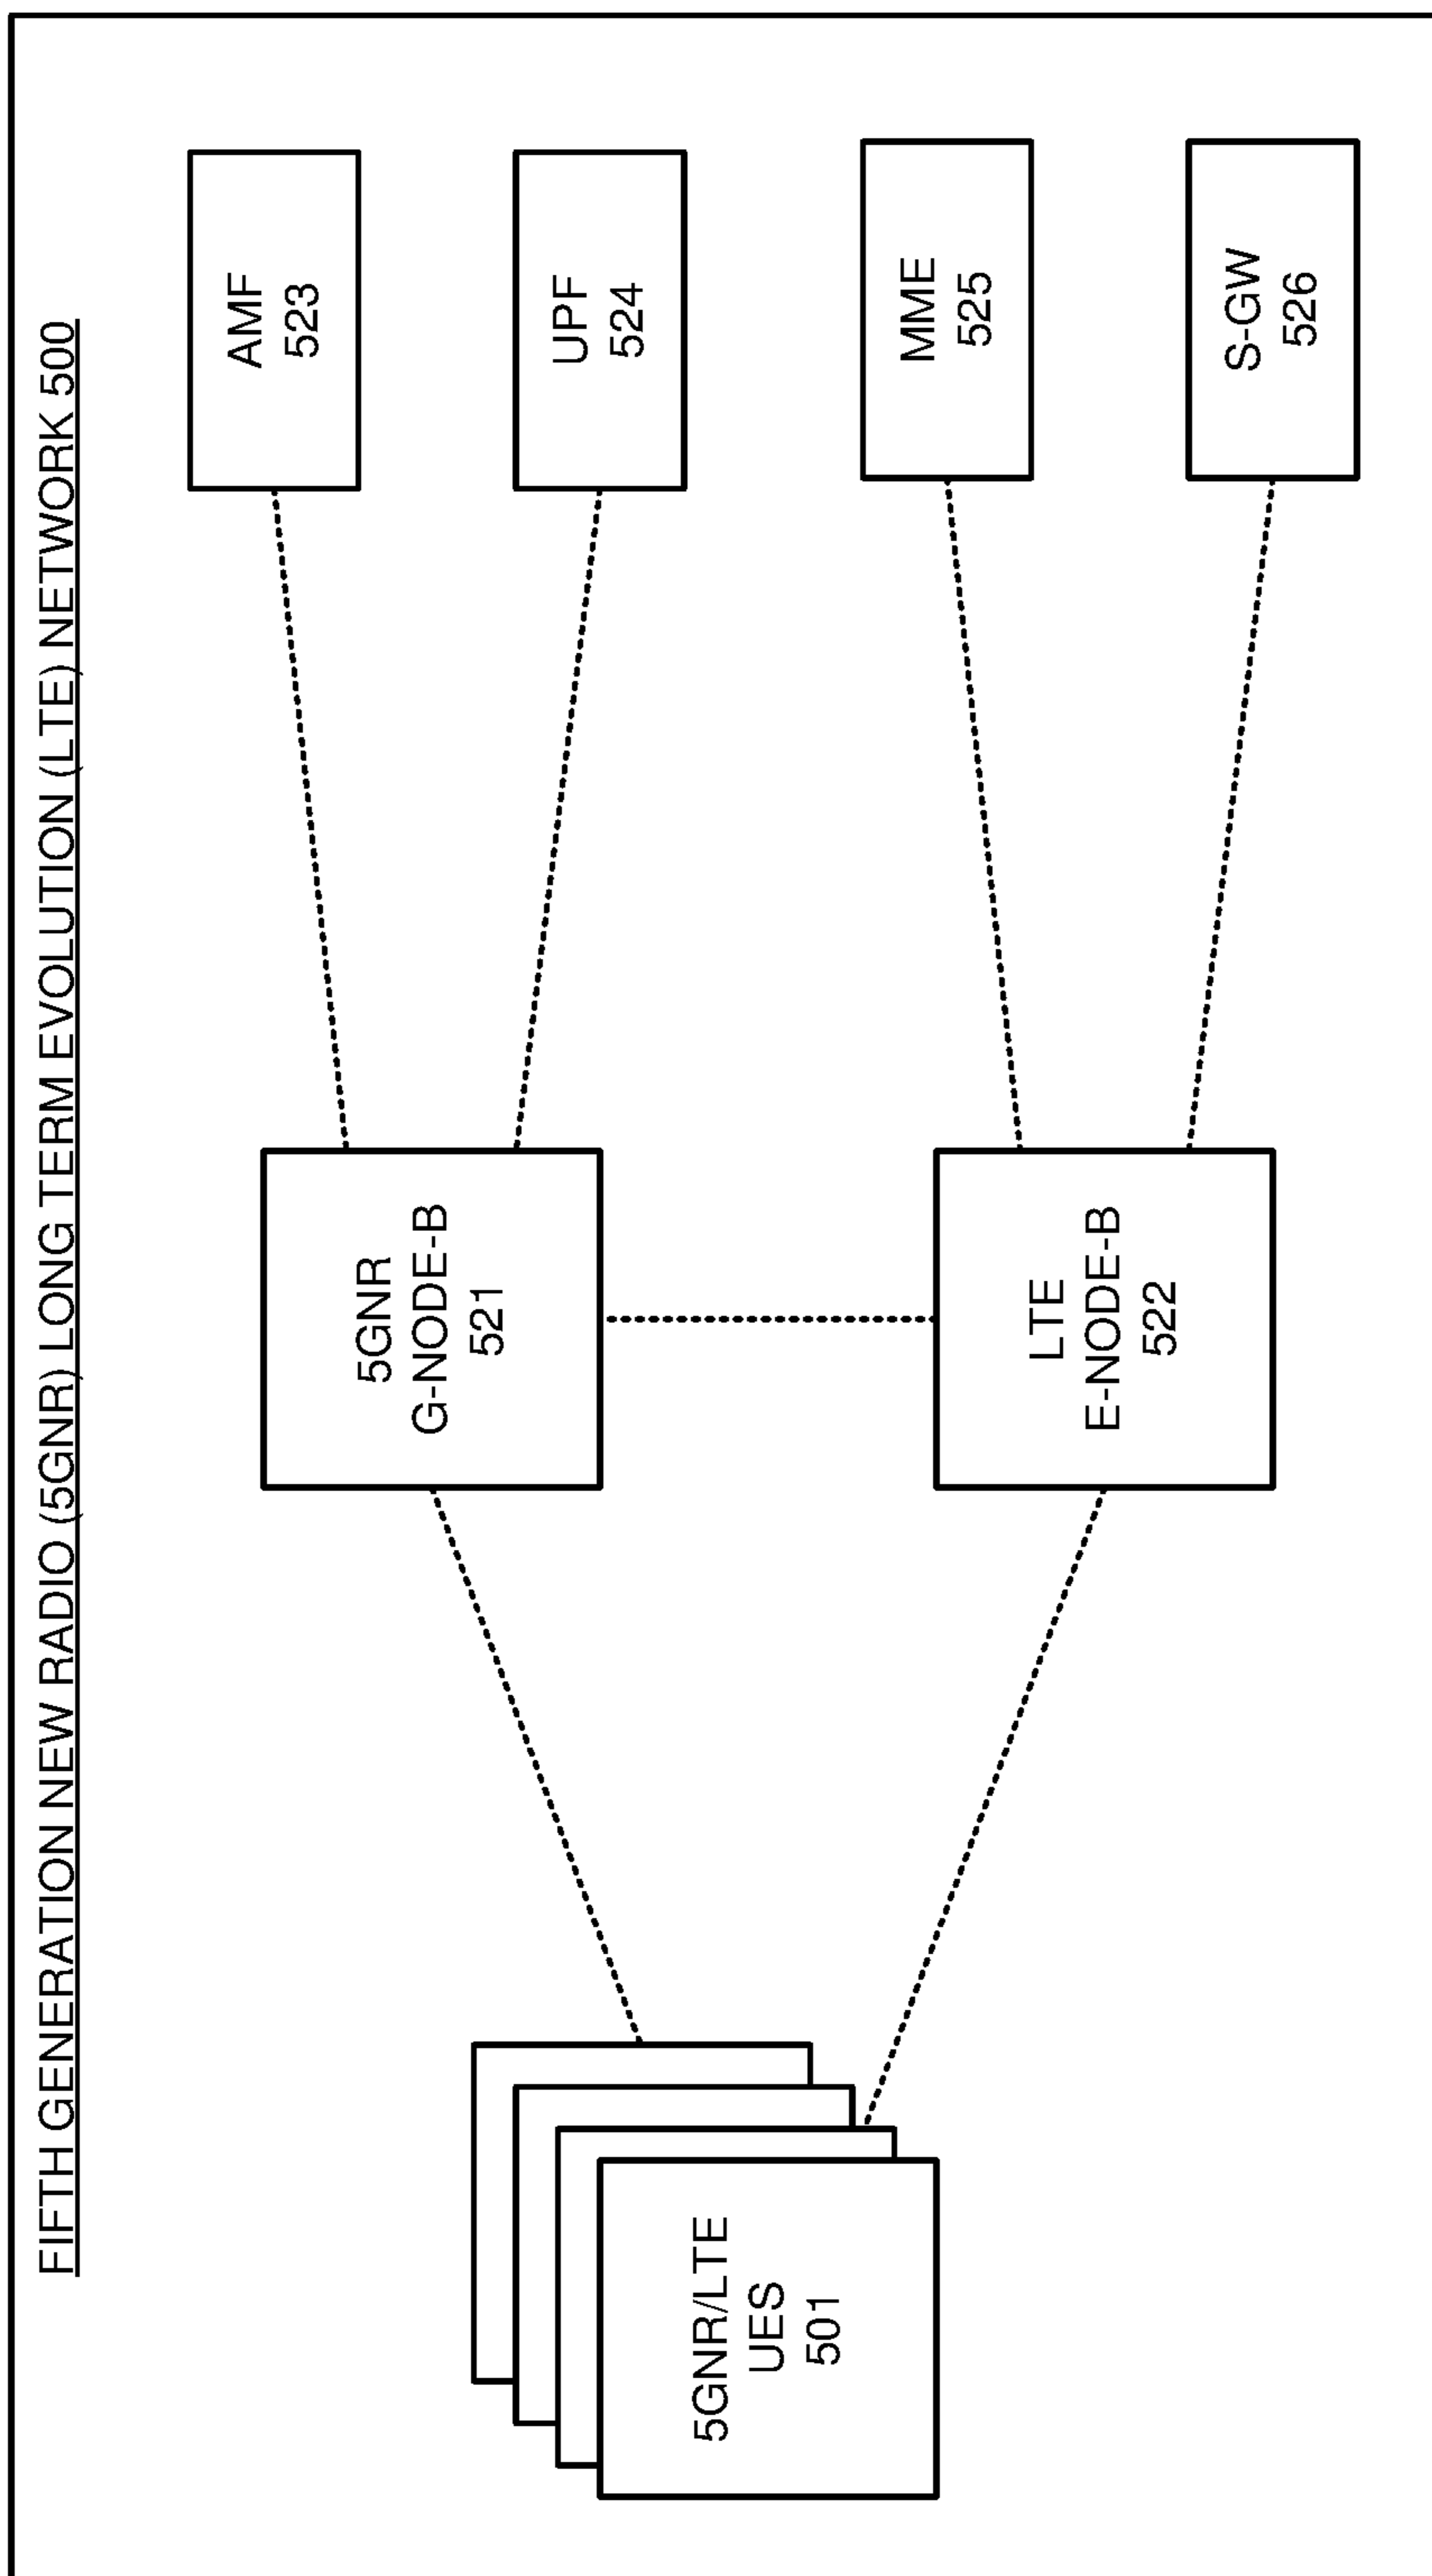 FIFTH GENERATION NEW RADIO (5GNR) LONG TERM EVOLUTION (LTE) NETWORK 500
5GNR/LTE
UES
501
5GNR
G-NODE-B
521
LTE
E-NODE-B
522
AMF
523
UPF
524
MME
525
S-GW
526